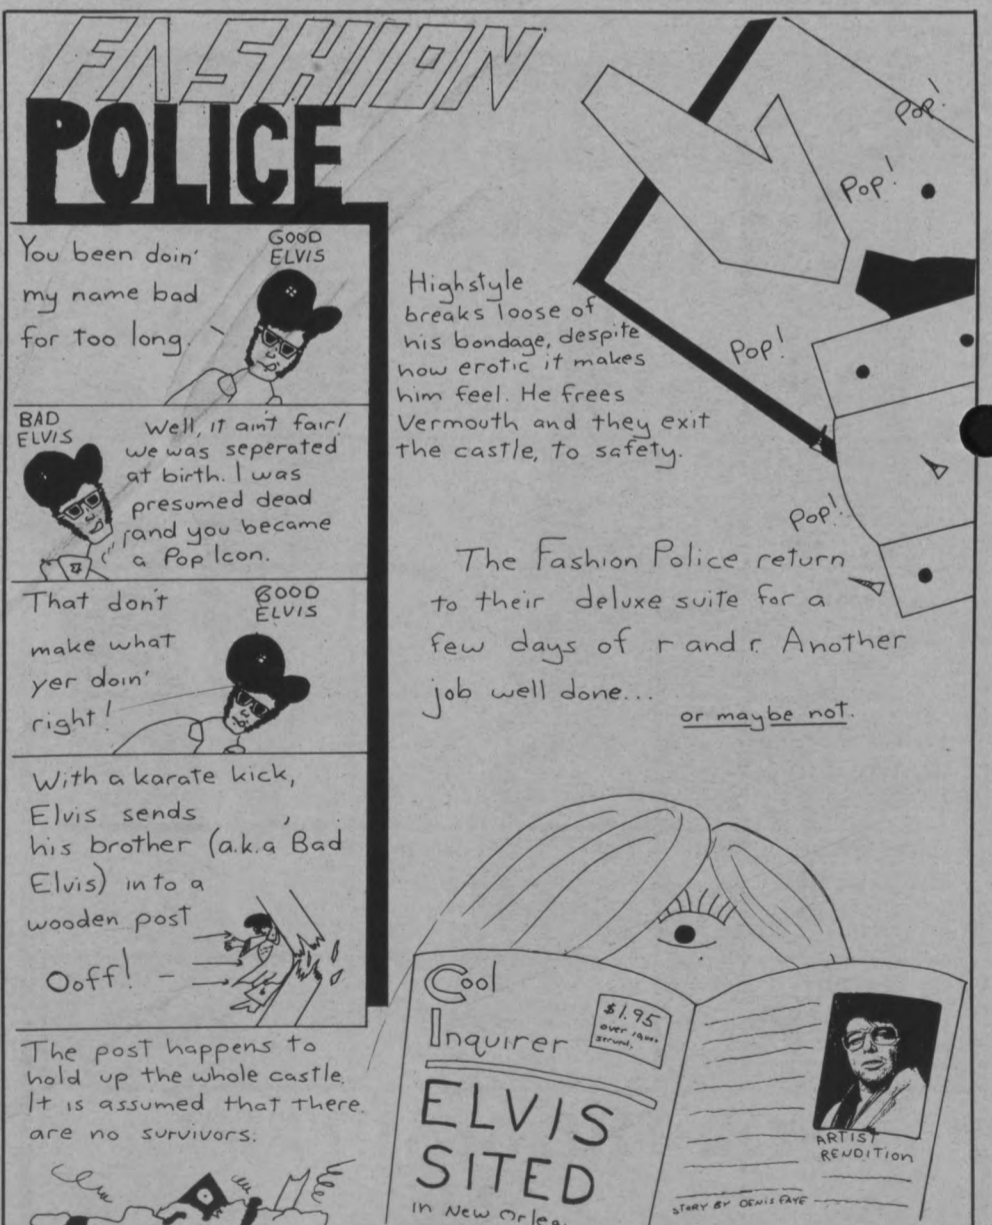 FASHION
POLICE
GOOD
ELVIS
You been doin'
my name bad
for too long.
BAD
ELVIS
Well, it ain't fair!
we was seperated
at birth. I was
presumed dead
and you became
a Pop Icon.
GOOD
ELVIS
That don't
make what
yer doin'
right!
With a karate kick,
Elvis sends
his brother (a.k.a Bad
Elvis) into a
wooden post
Ooff!
The post happens to
hold up the whole castle.
It is assumed that there
are no survivors.
Pop!
Pop!
Pop!
Pop!
Highstyle
breaks loose of
his bondage, despite
how erotic it makes
him feel. He frees
Vermouth and they exit
the castle, to safety.
The Fashion Police return
to their deluxe suite for a
few days of r and r. Another
job well done...
or maybe not.
Cool
Inquirer
$1.95
over
ELVIS
SITED
in New
ARTIST
RENDITION
STORY BY DENIS FAYE